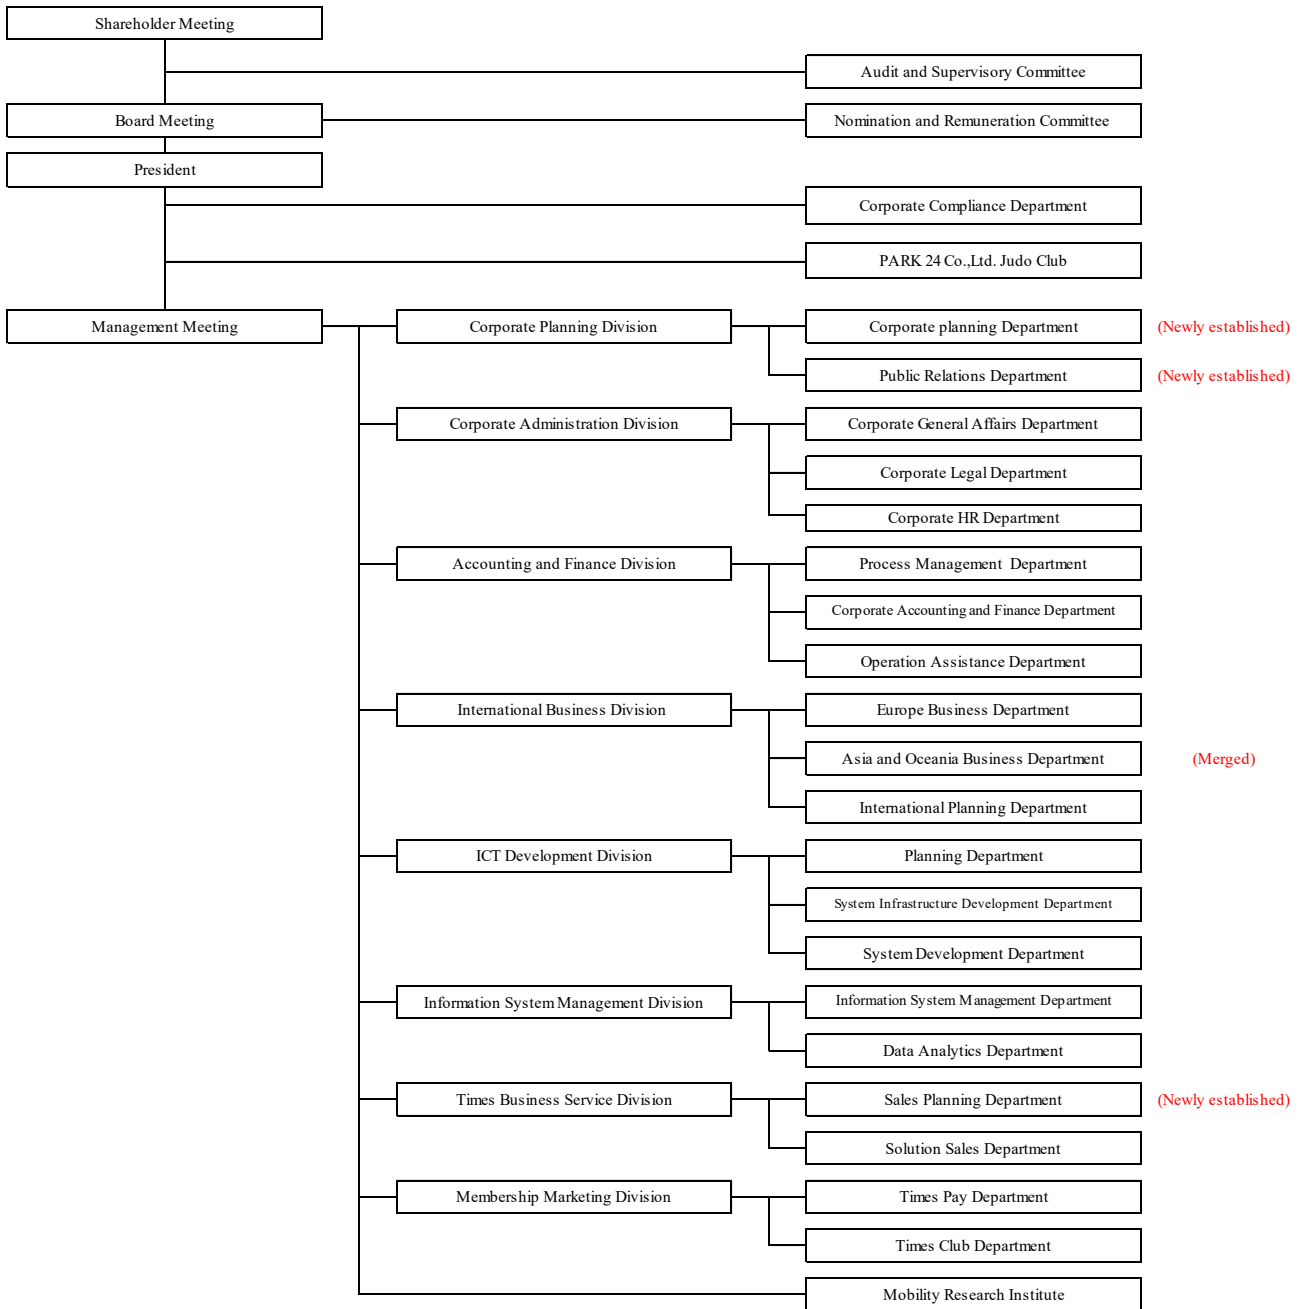 Shareholder Meeting
Audit and Supervisory Committee
Board Meeting
Nomination and Remuneration Committee
President
Corporate Compliance Department
PARK 24 Co.,Ltd. Judo Club
Management Meeting
Corporate Planning Division
Corporate planning Department
(Newly established)
Public Relations Department
(Newly established)
Corporate Administration Division
Corporate General Affairs Department
Corporate Legal Department
Corporate HR Department
Accounting and Finance Division
Process Management Department
Corporate Accounting and Finance Department
Operation Assistance Department
International Business Division
Europe Business Department
Asia and Oceania Business Department
(Merged)
International Planning Department
ICT Development Division
Planning Department
System Infrastructure Development Department
System Development Department
Information System Management Division
Information System Management Department
Data Analytics Department
Times Business Service Division
Sales Planning Department
(Newly established)
Solution Sales Department
Membership Marketing Division
Times Pay Department
Times Club Department
Mobility Research Institute